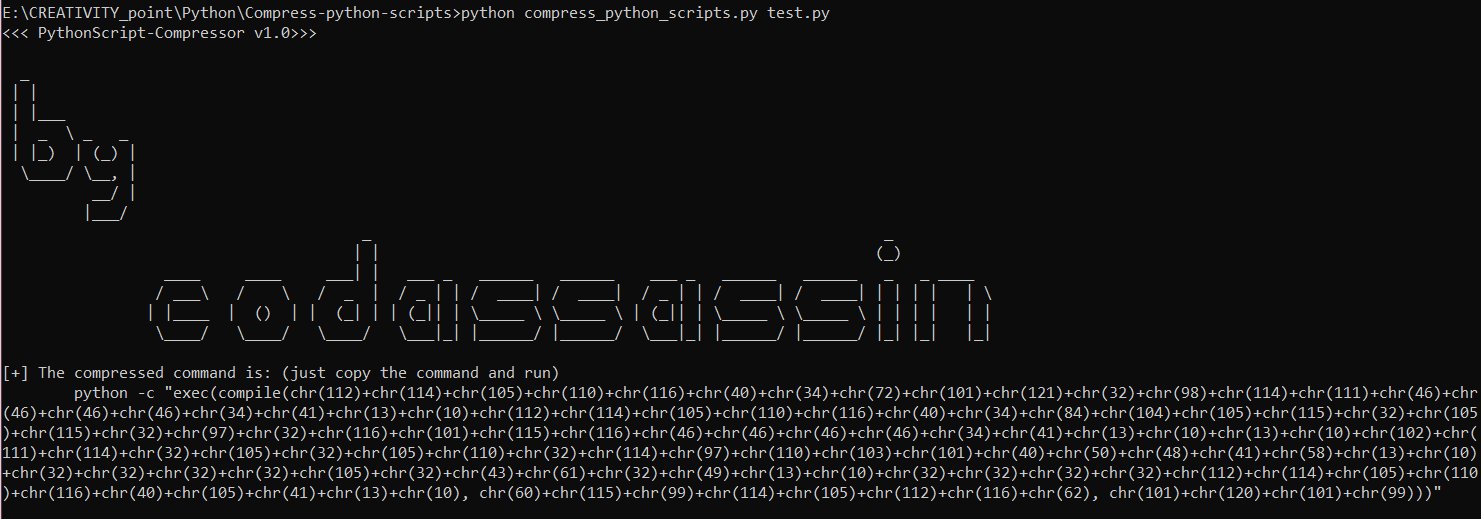 E:\CREATIVITY_point\Python\Compress-python-scripts>python compress_python_scripts.py test.py
<<< PythonScript-Compressor v1.0>>>
by
codassassin
[+] The compressed command is: (just copy the command and run)
python -c "exec(compile(chr(112)+chr(114)+chr(105)+chr(110)+chr(116)+chr(40)+chr(34)+chr(72)+chr(101)+chr(121)+chr(32)+chr(98)+chr(114)+chr(111)+chr(46)+chr
(46)+chr(46)+chr(46)+chr(34)+chr(41)+chr(13)+chr(10)+chr(112)+chr(114)+chr(105)+chr(110)+chr(116)+chr(40)+chr(34)+chr(84)+chr(104)+chr(105)+chr(115)+chr(32)+chr(105
)+chr(115)+chr(32)+chr(97)+chr(32)+chr(116)+chr(101)+chr(115)+chr(116)+chr(46)+chr(46)+chr(46)+chr(46)+chr(34)+chr(41)+chr(13)+chr(10)+chr(13)+chr(10)+chr(102)+chr(
111)+chr(114)+chr(32)+chr(105)+chr(32)+chr(105)+chr(110)+chr(32)+chr(114)+chr(97)+chr(110)+chr(103)+chr(101)+chr(40)+chr(50)+chr(48)+chr(41)+chr(58)+chr(13)+chr(10)
+chr(32)+chr(32)+chr(32)+chr(32)+chr(105)+chr(32)+chr(43)+chr(61)+chr(32)+chr(49)+chr(13)+chr(10)+chr(32)+chr(32)+chr(32)+chr(32)+chr(112)+chr(114)+chr(105)+chr(110
)+chr(116)+chr(40)+chr(105)+chr(41)+chr(13)+chr(10), chr(60)+chr(115)+chr(99)+chr(114)+chr(105)+chr(112)+chr(116)+chr(62), chr(101)+chr(120)+chr(101)+chr(99)))"